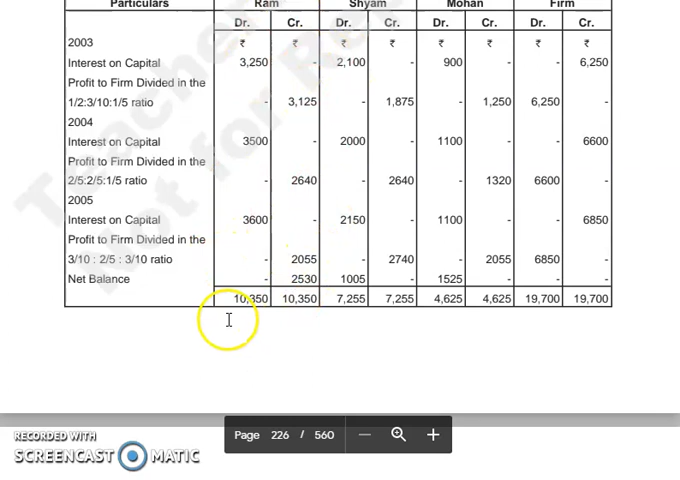 Particulars Ram Shyam Mohan Firm
Dr. Cr. Dr. Cr. Dr. Cr. Dr. Cr.
2003 ₹ ₹ ₹ ₹ ₹ ₹ ₹ ₹
Interest on Capital 3,250 - 2,100 - 900 - - 6,250
Profit to Firm Divided in the
1/2:3/10:1/5 ratio - 3,125 - 1,875 - 1,250 6,250 -
2004
Interest on Capital 3500 - 2000 - 1100 - - 6600
Profit to Firm Divided in the
2/5:2/5:1/5 ratio - 2640 - 2640 - 1320 6600 -
2005
Interest on Capital 3600 - 2150 - 1100 - - 6850
Profit to Firm Divided in the
3/10 : 2/5 : 3/10 ratio - 2055 - 2740 - 2055 6850 -
Net Balance - 2530 1005 - 1525 - - -
10,350 10,350 7,255 7,255 4,625 4,625 19,700 19,700
Page 226 / 560
RECORDED WITH
SCREENCAST MATIC